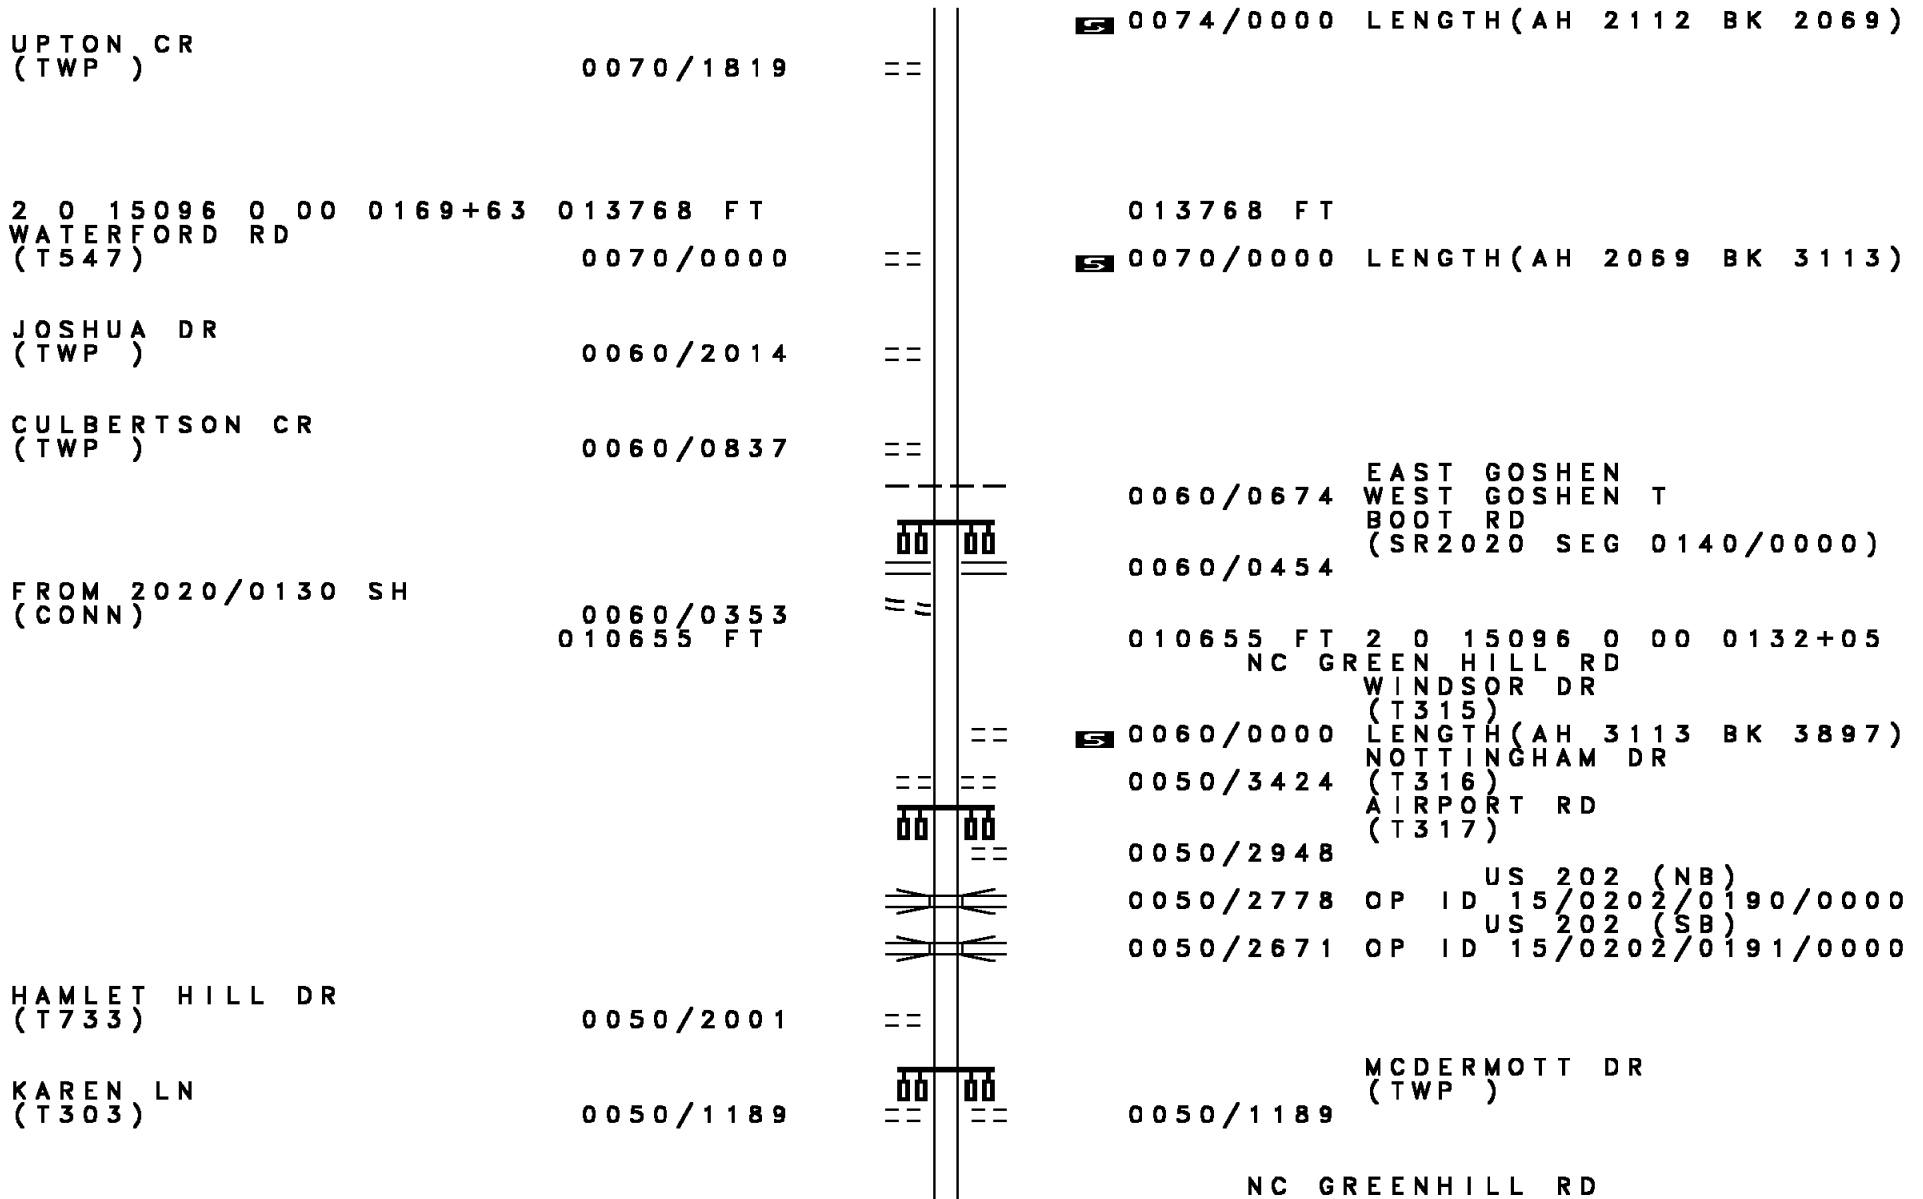 0074/0000 LENGTH(AH 2112 BK 2069)
UPTON CR
(TWP ) 0070/1819
2 0 15096 0 00 0169+63 013768 FT 013768 FT
WATERFORD RD
(T547) 0070/0000 S 0070/0000 LENGTH(AH 2069 BK 3113)
JOSHUA DR
(TWP ) 0060/2014
CULBERTSON CR
(TWP ) 0060/0837
EAST GOSHEN
0060/0674 WEST GOSHEN T
BOOT RD
(SR2020 SEG 0140/0000)
0060/0454
FROM 2020/0130 SH
(CONN) 0060/0353
010655 FT 010655 FT 2 0 15096 0 00 0132+05
NC GREEN HILL RD
WINDSOR DR
(T315)
S 0060/0000 LENGTH(AH 3113 BK 3897)
NOTTINGHAM DR
0050/3424 (T316)
AIRPORT RD
(T317)
0050/2948
US 202 (NB)
0050/2778 OP ID 15/0202/0190/0000
US 202 (SB)
0050/2671 OP ID 15/0202/0191/0000
HAMLET HILL DR
(T733) 0050/2001
MCDERMOTT DR
KAREN LN (TWP )
(T303) 0050/1189 0050/1189
NC GREENHILL RD